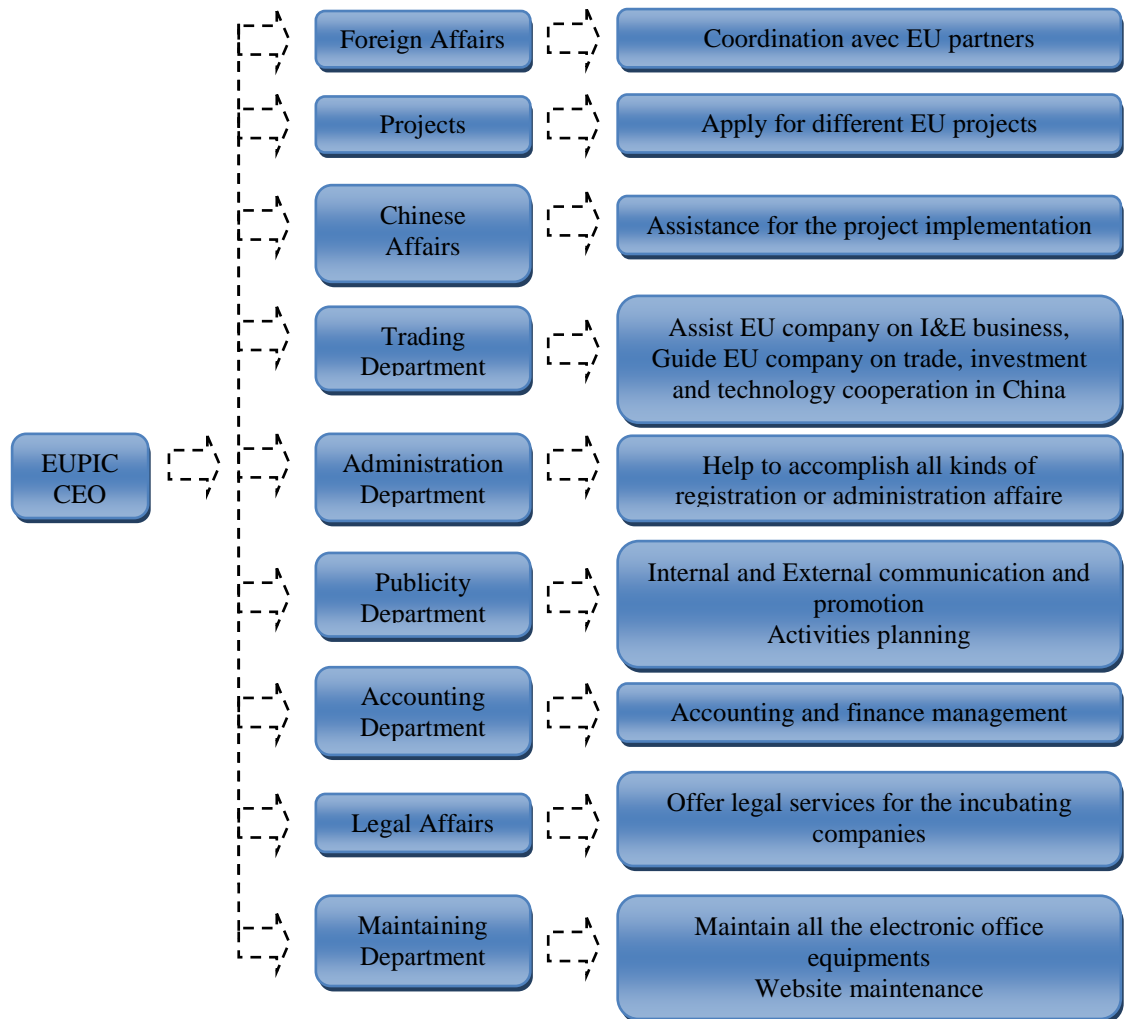 Foreign Affairs
Coordination avec EU partners
Projects
Apply for different EU projects
Chinese
Affairs
Assistance for the project implementation
Trading
Department
Assist EU company on I&E business,
Guide EU company on trade, investment
and technology cooperation in China
EUPIC
CEO
Administration
Department
Help to accomplish all kinds of
registration or administration affaire
Publicity
Department
Internal and External communication and
promotion
Activities planning
Accounting
Department
Accounting and finance management
Legal Affairs
Offer legal services for the incubating
companies
Maintaining
Department
Maintain all the electronic office
equipments
Website maintenance